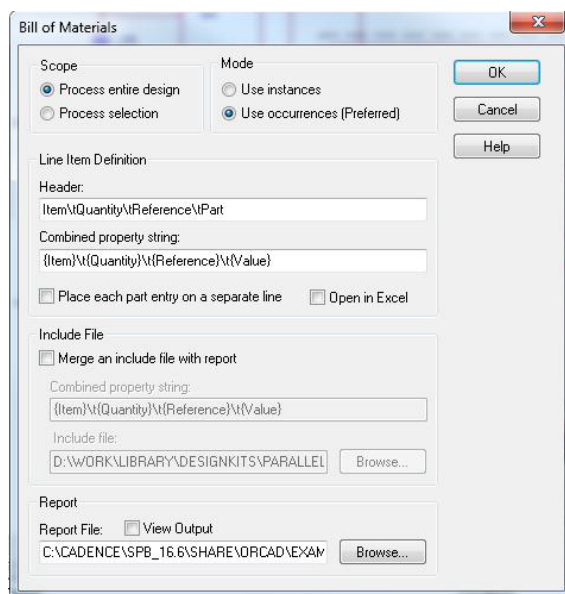 Bill of Materials
Scope
Process entire design
Process selection
Mode
Use instances
Use occurrences (Preferred)
OK
Cancel
Help
Line Item Definition
Header:
Item\tQuantity\tReference\tPart
Combined property string:
{Item}\t{Quantity}\t{Reference}\t{Value}
Place each part entry on a separate line
Open in Excel
Include File
Merge an include file with report
Combined property string:
{Item}\t{Quantity}\t{Reference}\t{Value}
Include file:
D:\WORK\LIBRARY\DESIGNKITS\PARALLEL
Browse...
Report
Report File:
View Output
C:\CADENCE\SPB_16.6\SHARE\ORCAD\EXAM
Browse...